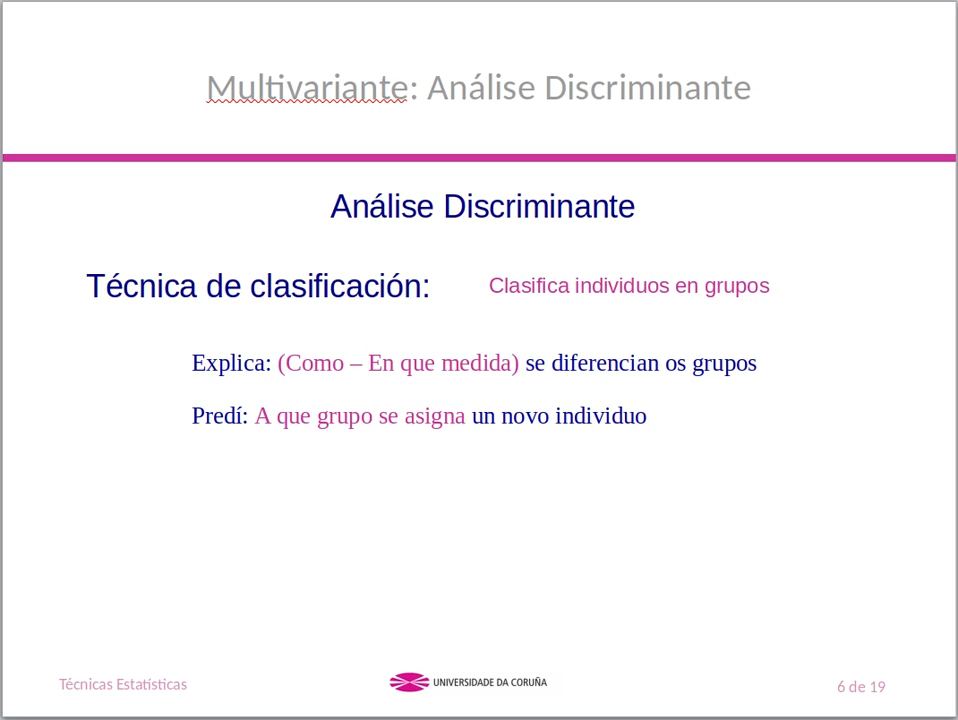 Multivariante: Análise Discriminante
Análise Discriminante
Técnica de clasificación: Clasifica individuos en grupos
Explica: (Como – En que medida) se diferencian os grupos
Predí: A que grupo se asigna un novo individuo
Técnicas Estatísticas UNIVERSIDADE DA CORUÑA 6 de 19